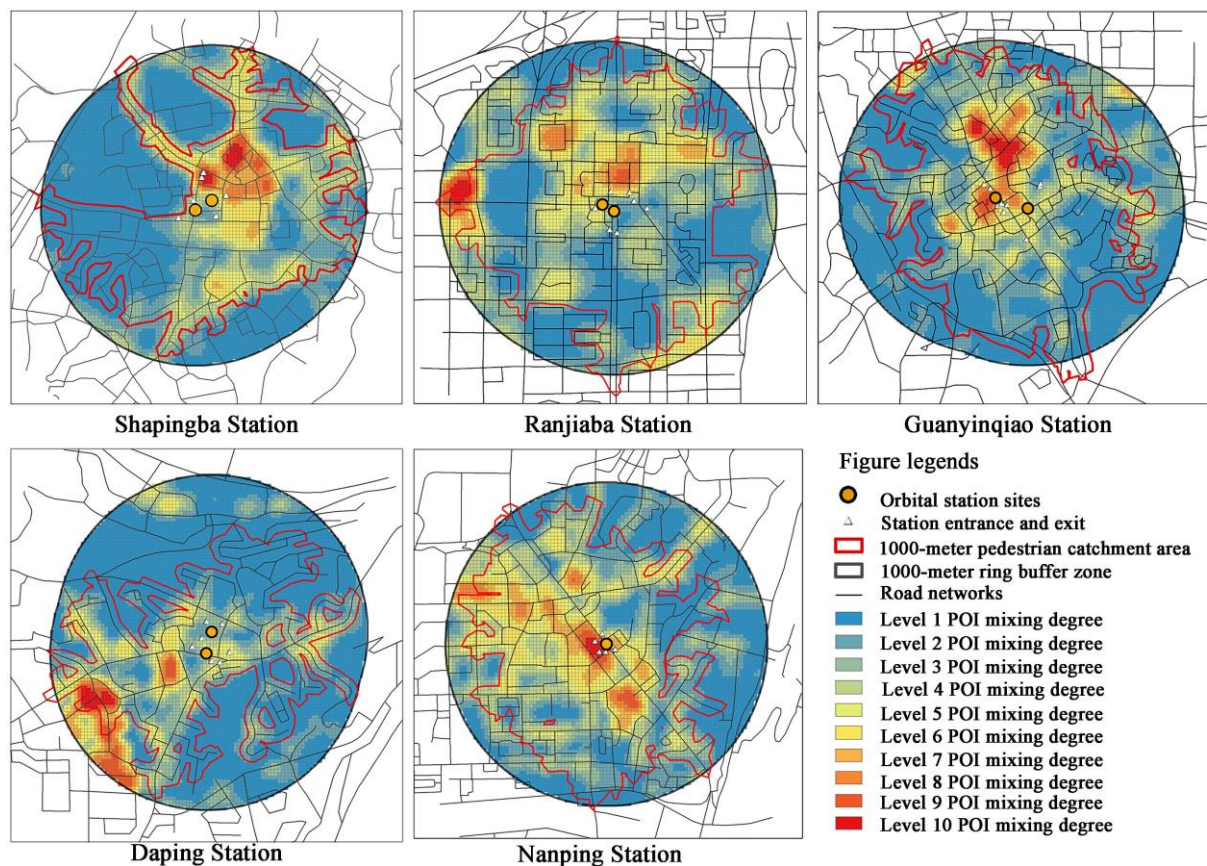 Shapingba Station
Ranjiaba Station
Guanyinqiao Station
Daping Station
Nanping Station
Figure legends
Orbital station sites
Station entrance and exit
1000-meter pedestrian catchment area
1000-meter ring buffer zone
Road networks
Level 1 POI mixing degree
Level 2 POI mixing degree
Level 3 POI mixing degree
Level 4 POI mixing degree
Level 5 POI mixing degree
Level 6 POI mixing degree
Level 7 POI mixing degree
Level 8 POI mixing degree
Level 9 POI mixing degree
Level 10 POI mixing degree